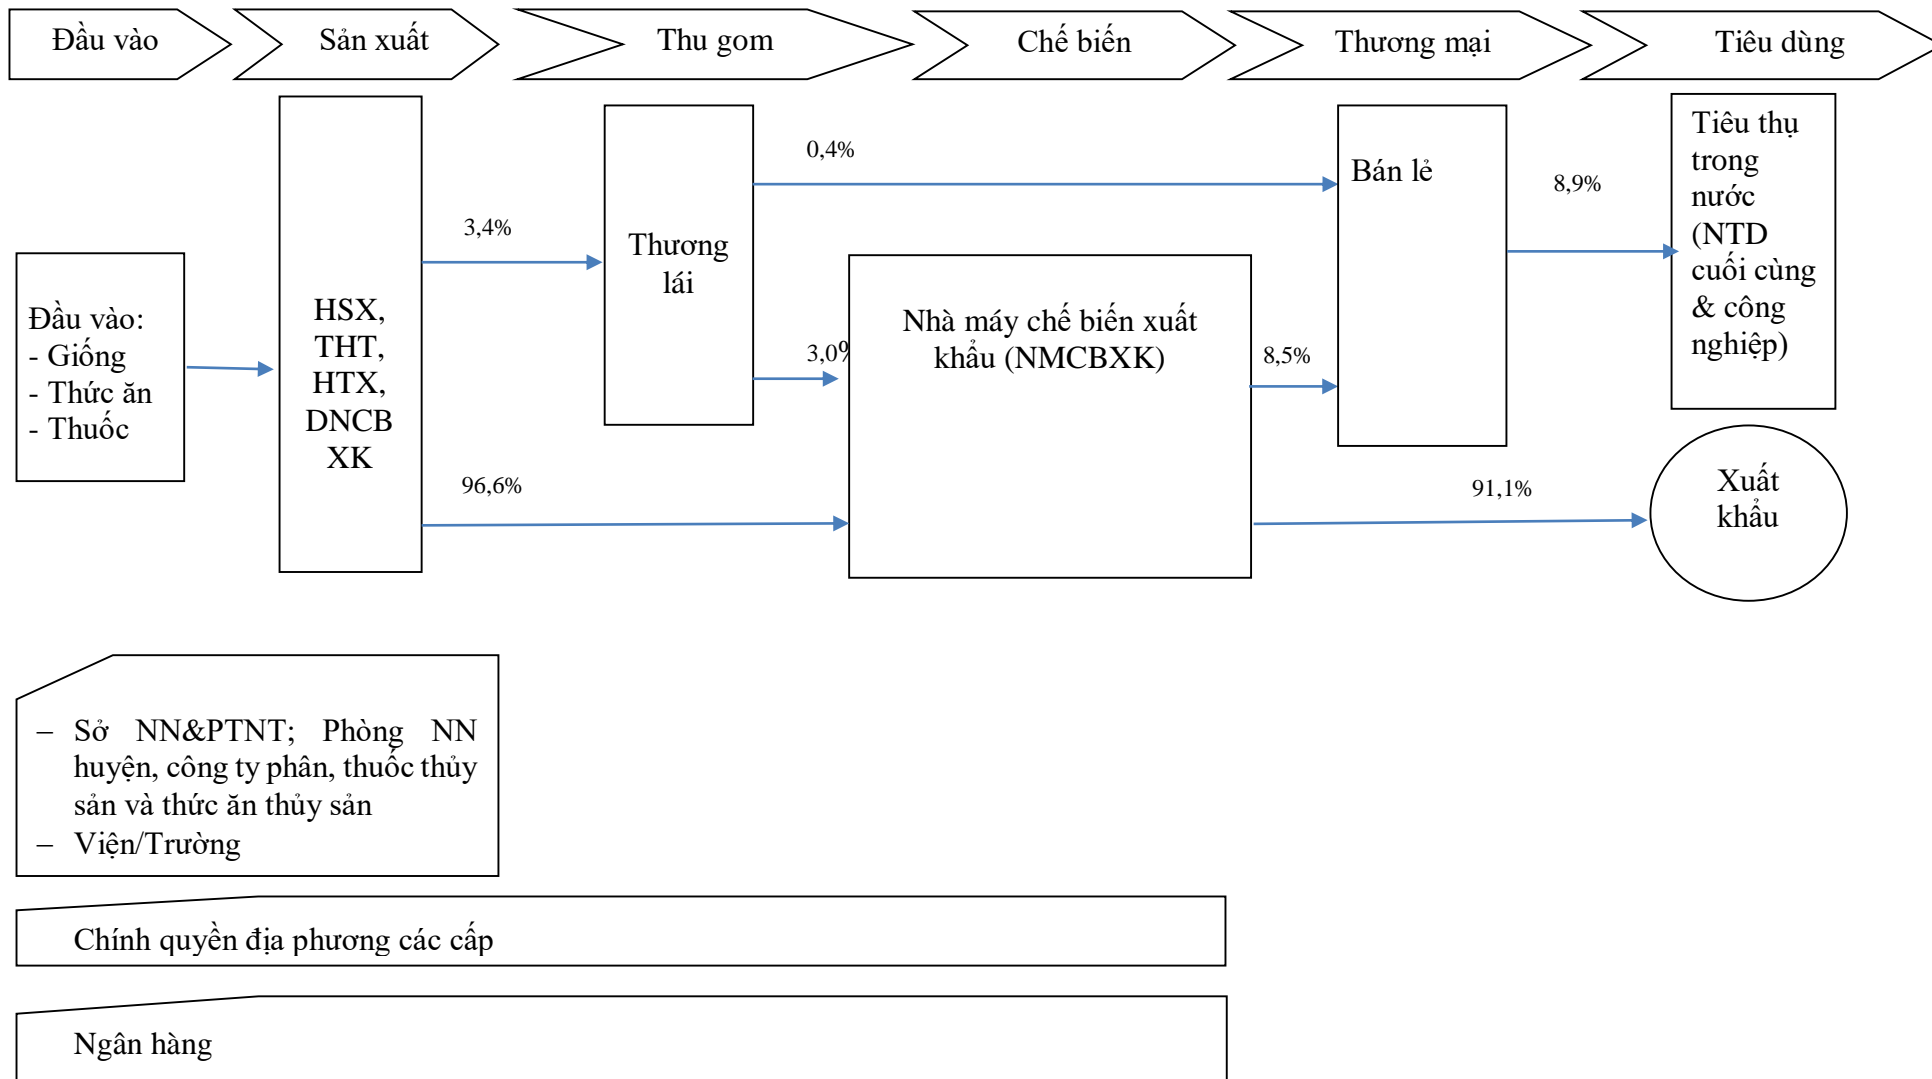 Đầu vào
Sản xuất
Thu gom
Chế biến
Thương mại
Tiêu dùng
Đầu vào:
- Giống
- Thức ăn
- Thuốc
HSX,
THT,
HTX,
DNCB
XK
3,4%
96,6%
Thương
lái
0,4%
3,0%
Nhà máy chế biến xuất
khẩu (NMCBXK)
8,5%
Bán lẻ
8,9%
91,1%
Tiêu thụ
trong
nước
(NTD
cuối cùng
& công
nghiệp)
Xuất
khẩu
– Sở NN&PTNT; Phòng NN
huyện, công ty phân, thuốc thủy
sản và thức ăn thủy sản
– Viện/Trường
Chính quyền địa phương các cấp
Ngân hàng